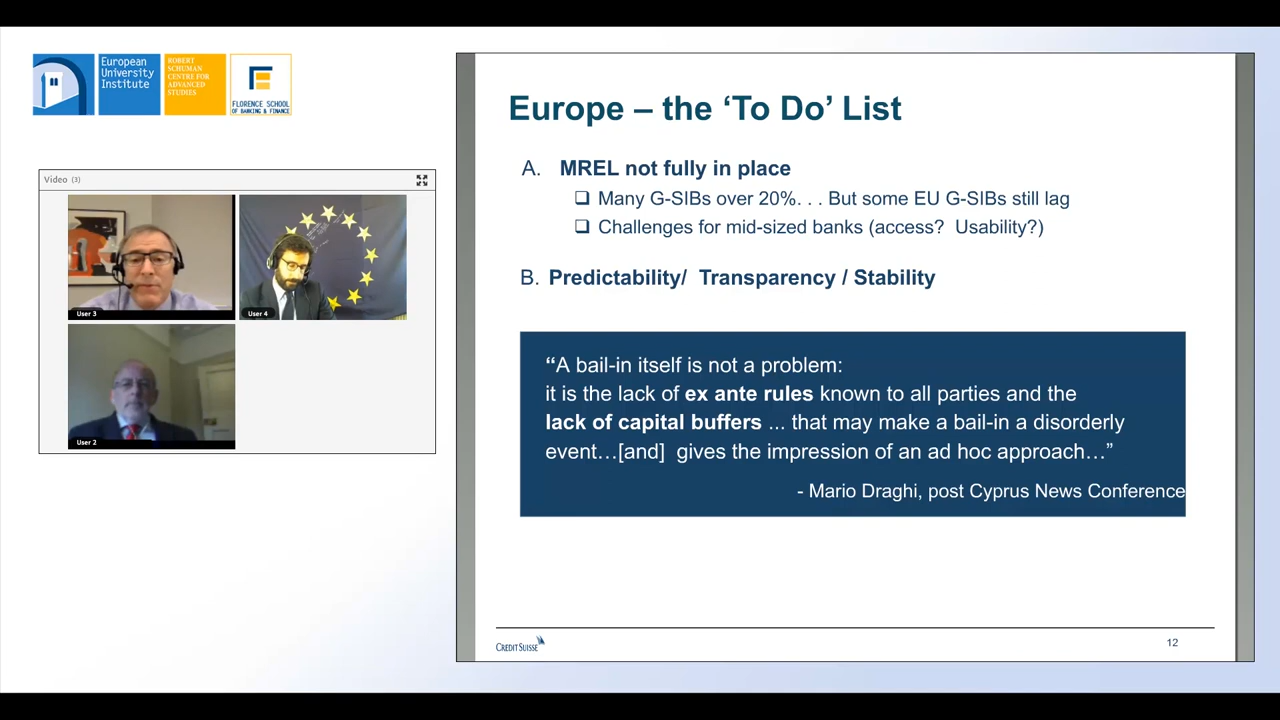 European
University
Institute
ROBERT
SCHUMAN
CENTRE FOR
ADVANCED
STUDIES
FLORENCE SCHOOL
OF BANKING & FINANCE
Video (3)
User 3
User 4
User 2
Europe – the ‘To Do’ List
A. MREL not fully in place
❑ Many G-SIBs over 20%. . . But some EU G-SIBs still lag
❑ Challenges for mid-sized banks (access? Usability?)
B. Predictability/ Transparency / Stability
“A bail-in itself is not a problem:
it is the lack of ex ante rules known to all parties and the
lack of capital buffers ... that may make a bail-in a disorderly
event…[and] gives the impression of an ad hoc approach…”
- Mario Draghi, post Cyprus News Conference
CREDIT SUISSE
12